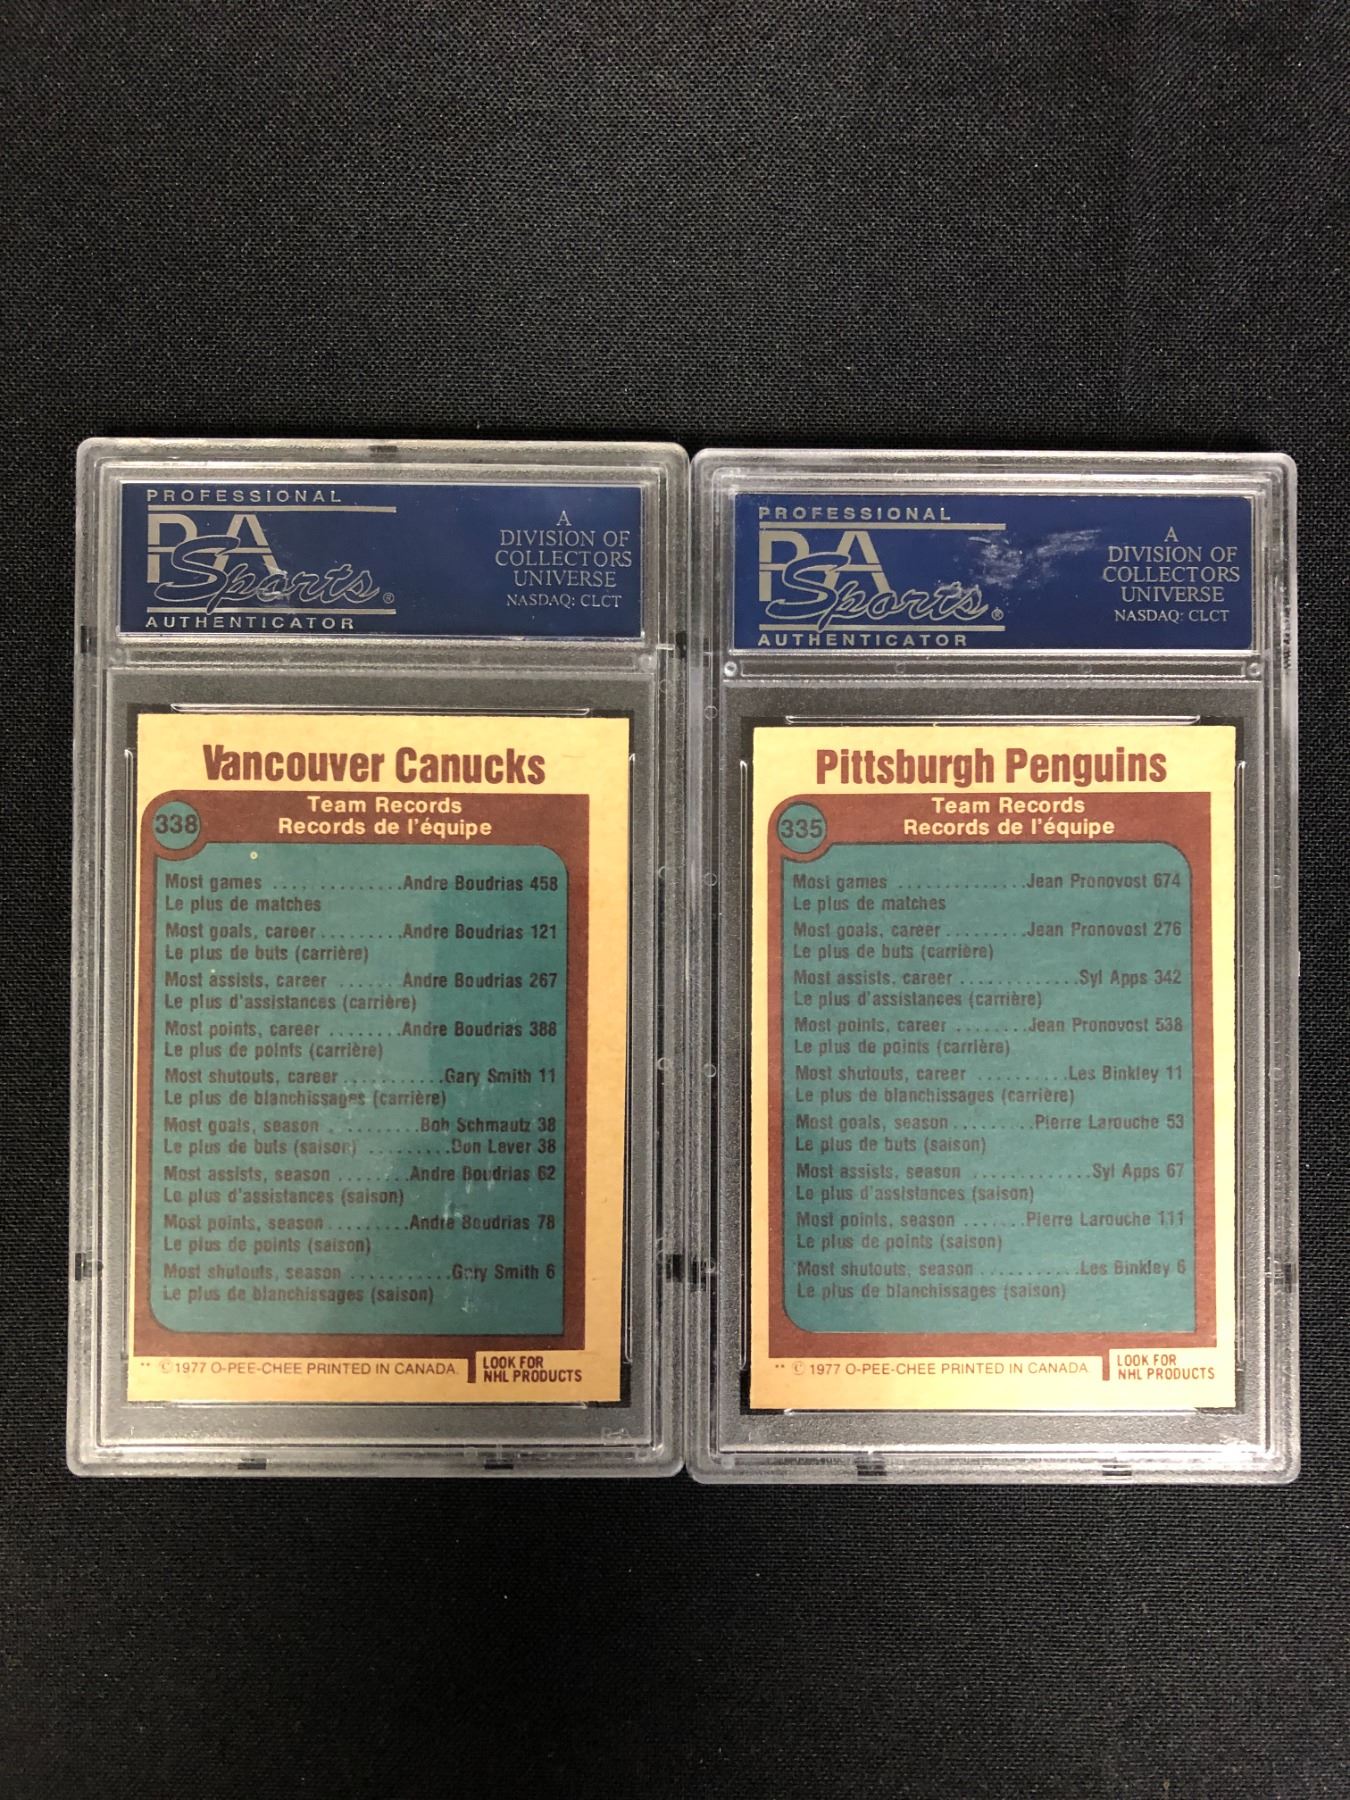 PROFESSIONAL
PSA
Sports®
AUTHENTICATOR
A
DIVISION OF
COLLECTORS
UNIVERSE
NASDAQ: CLCT
Vancouver Canucks
338
Team Records
Records de l'équipe
Most games .............Andre Boudrias 458
Le plus de matches
Most goals, career.........Andre Boudrias 121
Le plus de buts (carrière)
Most assists, career .......Andre Boudrias 267
Le plus d'assistances (carrière)
Most points, career ........Andre Boudrias 388
Le plus de points (carrière)
Most shutouts, career ...........Gary Smith 11
Le plus de blanchissages (carrière)
Most goals, season ..........Bob Schmautz 38
Le plus de buts (saison) ..........Don Lever 38
Most assists, season ........Andre Boudrias 62
Le plus d'assistances (saison)
Most points, season .........Andre Boudrias 78
Le plus de points (saison)
Most shutouts, season ...........Gary Smith 6
Le plus de blanchissages (saison)
** © 1977 O-PEE-CHEE PRINTED IN CANADA.
LOOK FOR
NHL PRODUCTS
PROFESSIONAL
PSA
Sports®
AUTHENTICATOR
A
DIVISION OF
COLLECTORS
UNIVERSE
NASDAQ: CLCT
Pittsburgh Penguins
335
Team Records
Records de l'équipe
Most games .............Jean Pronovost 674
Le plus de matches
Most goals, career.........Jean Pronovost 276
Le plus de buts (carrière)
Most assists, career .............Syl Apps 342
Le plus d'assistances (carrière)
Most points, career ........Jean Pronovost 538
Le plus de points (carrière)
Most shutouts, career ..........Les Binkley 11
Le plus de blanchissages (carrière)
Most goals, season.........Pierre Larouche 53
Le plus de buts (saison)
Most assists, season ..............Syl Apps 67
Le plus d'assistances (saison)
Most points, season .......Pierre Larouche 111
Le plus de points (saison)
Most shutouts, season ............Les Binkley 6
Le plus de blanchissages (saison)
** © 1977 O-PEE-CHEE PRINTED IN CANADA
LOOK FOR
NHL PRODUCTS